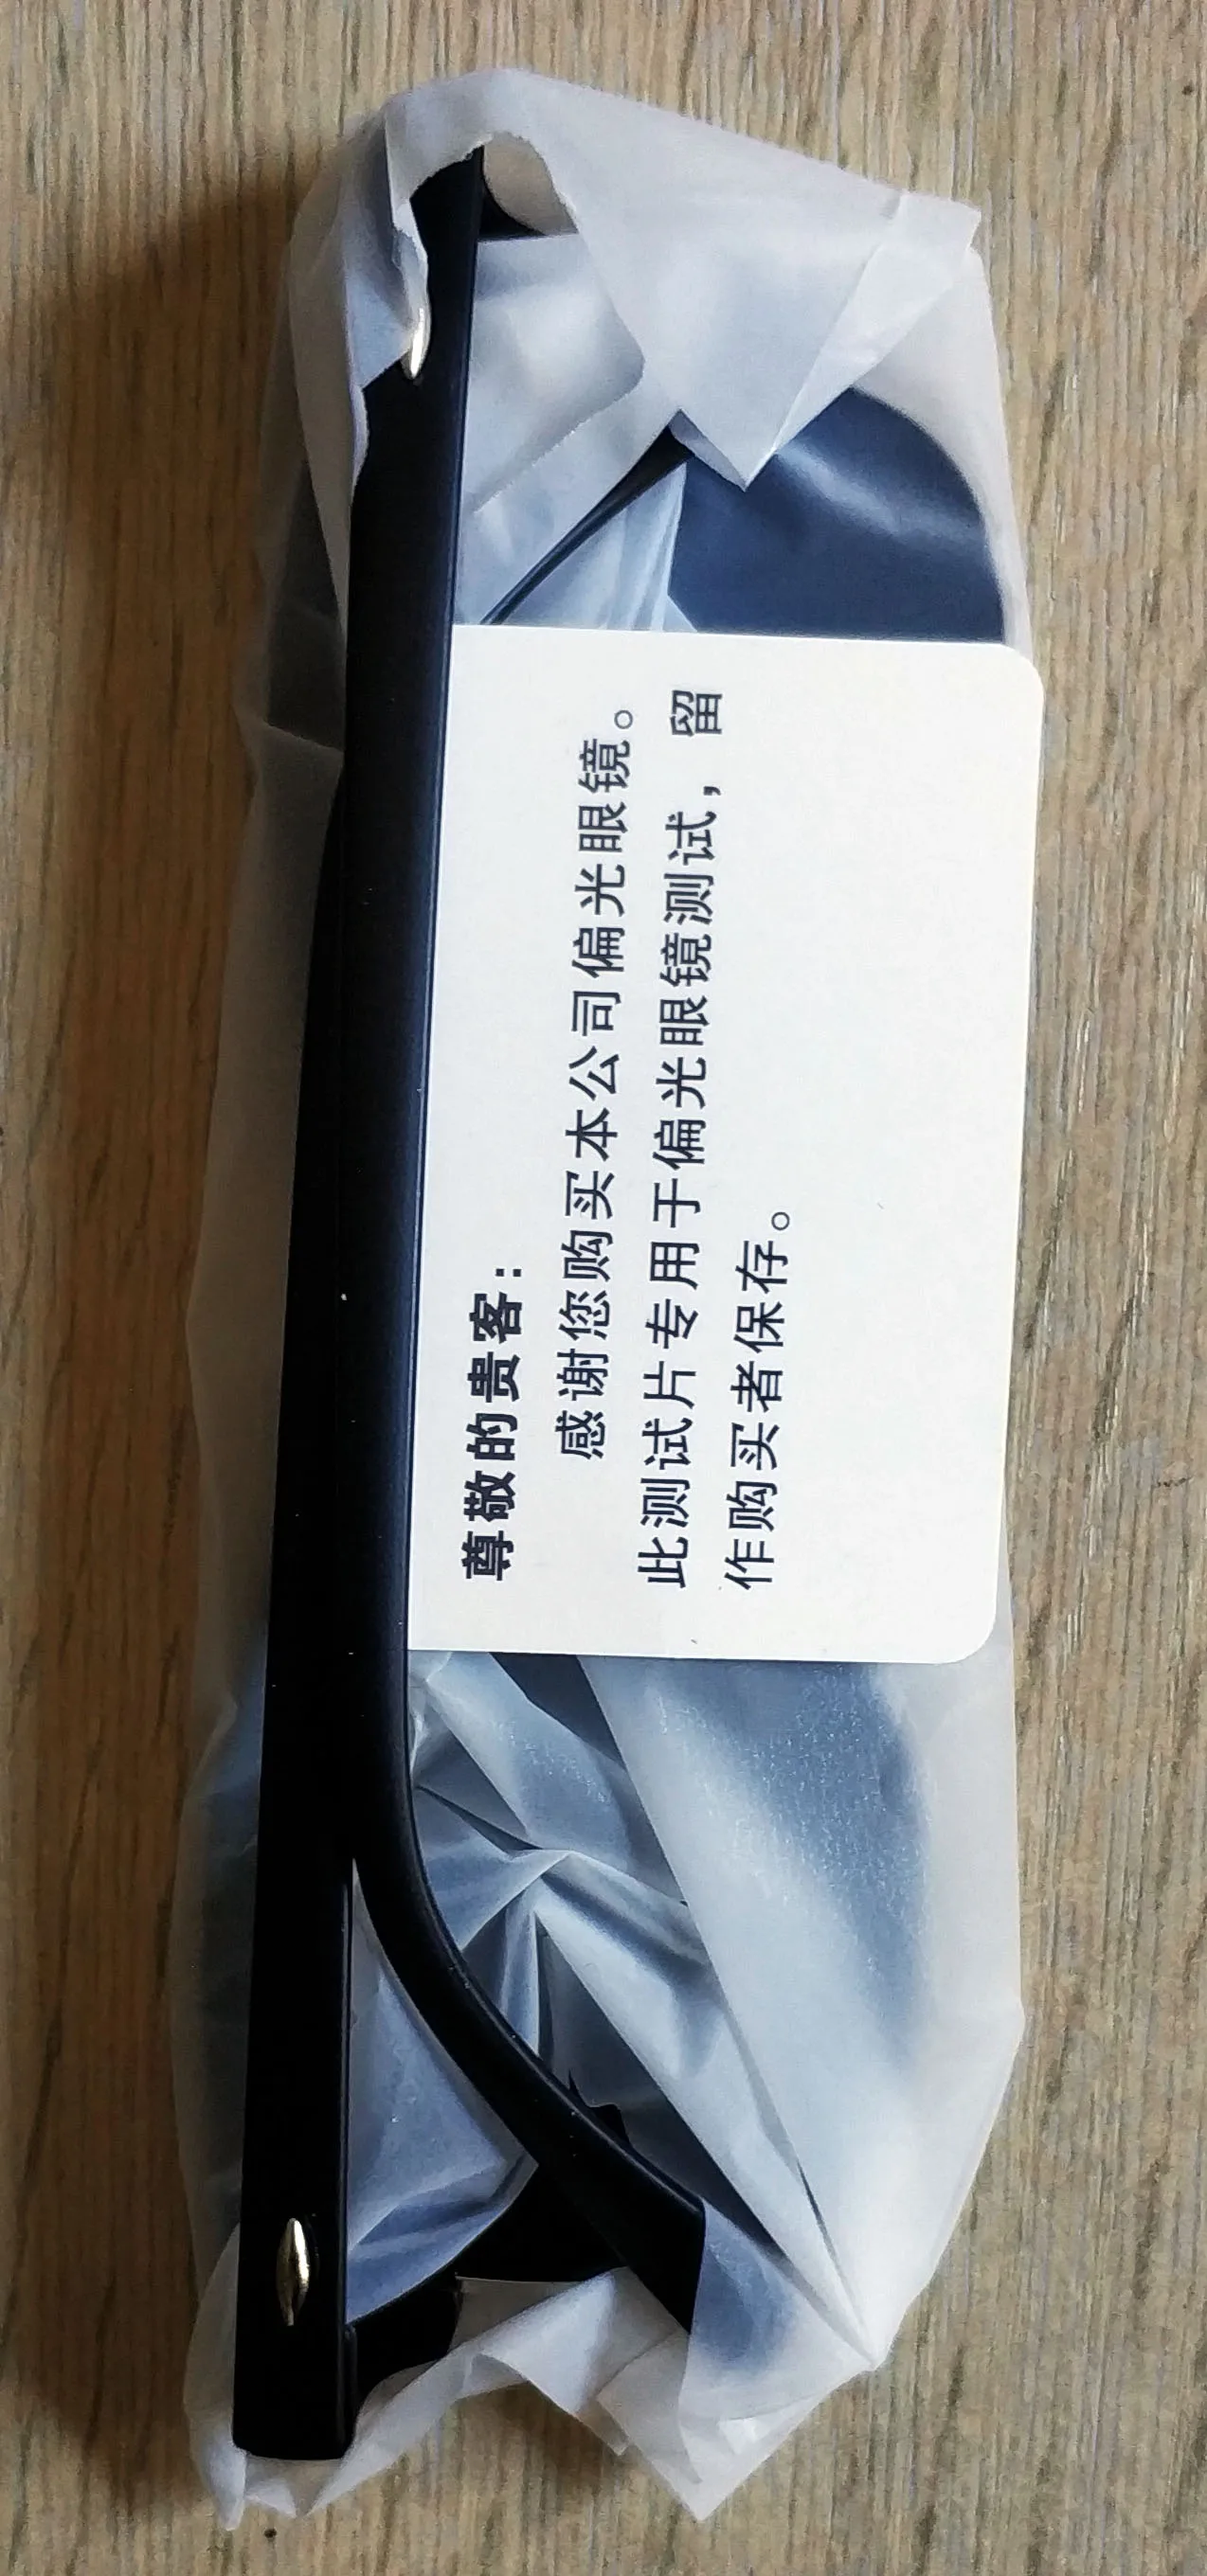 尊敬的贵客：
感谢您购买本公司偏光眼镜。
此测试片专用于偏光眼镜测试，留
作购买者保存。